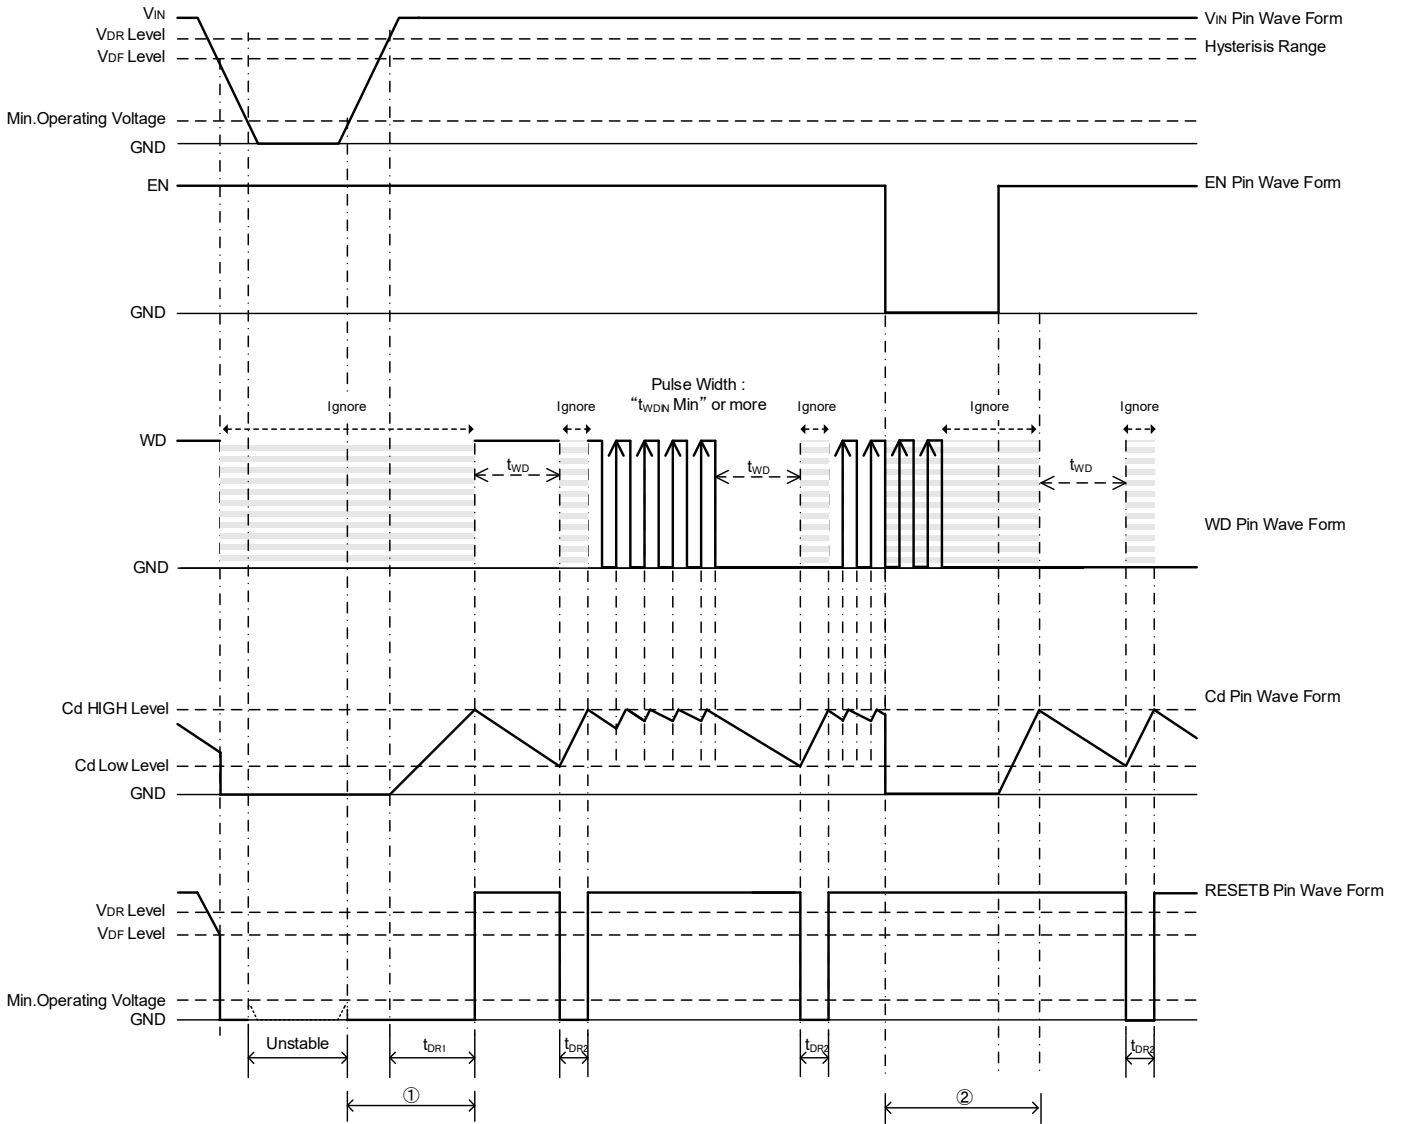 VIN
VIN Pin Wave Form
VDR Level
Hysterisis Range
VDF Level
Min.Operating Voltage
GND
EN
EN Pin Wave Form
GND
Pulse Width :
“tWDIN Min” or more
Ignore
Ignore
Ignore
Ignore
Ignore
WD
tWD
tWD
tWD
WD Pin Wave Form
GND
Cd Pin Wave Form
Cd HIGH Level
Cd Low Level
GND
RESETB Pin Wave Form
VDR Level
VDF Level
Min.Operating Voltage
GND
Unstable
tDR1
tDR2
tDR2
tDR2
①
②